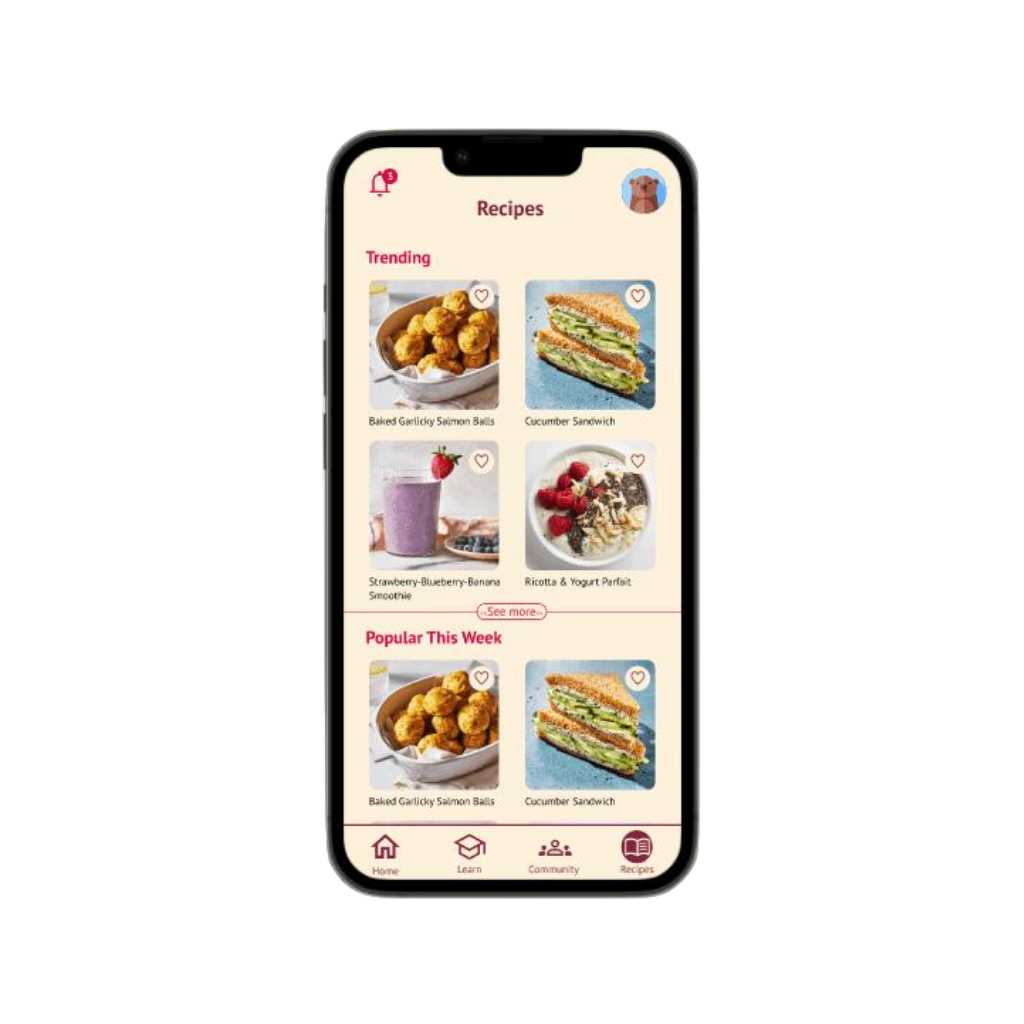 3
Recipes
Trending
Baked Garlicky Salmon Balls
Cucumber Sandwich
Strawberry-Blueberry-Banana
Smoothie
Ricotta & Yogurt Parfait
See more
Popular This Week
Baked Garlicky Salmon Balls
Cucumber Sandwich
Home
Learn
Community
Recipes